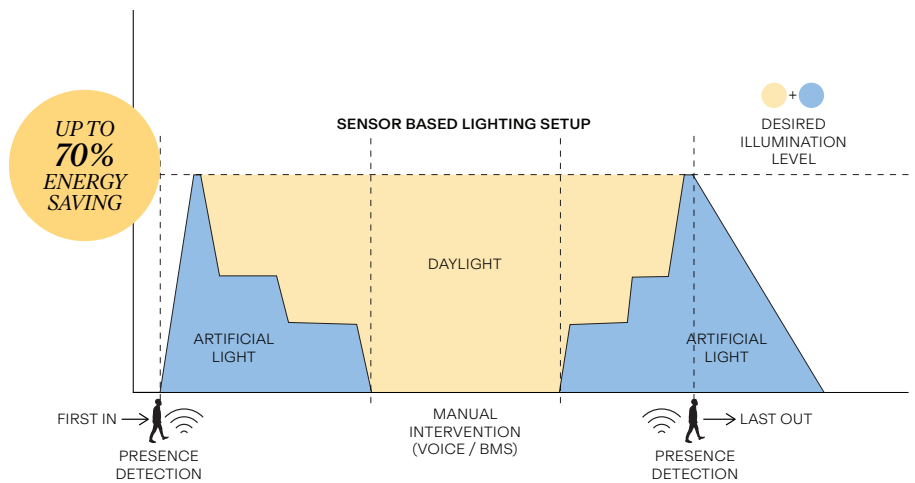 UP TO
70%
ENERGY
SAVING
SENSOR BASED LIGHTING SETUP
+
DESIRED
ILLUMINATION
LEVEL
DAYLIGHT
ARTIFICIAL
LIGHT
ARTIFICIAL
LIGHT
FIRST IN
PRESENCE
DETECTION
MANUAL
INTERVENTION
(VOICE / BMS)
LAST OUT
PRESENCE
DETECTION